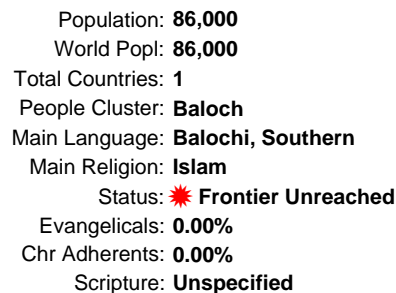 Population: 86,000
World Popl: 86,000
Total Countries: 1
People Cluster: Baloch
Main Language: Balochi, Southern
Main Religion: Islam
Status: Frontier Unreached
Evangelicals: 0.00%
Chr Adherents: 0.00%
Scripture: Unspecified